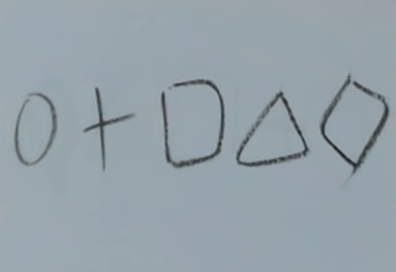 O + □ △ ◇